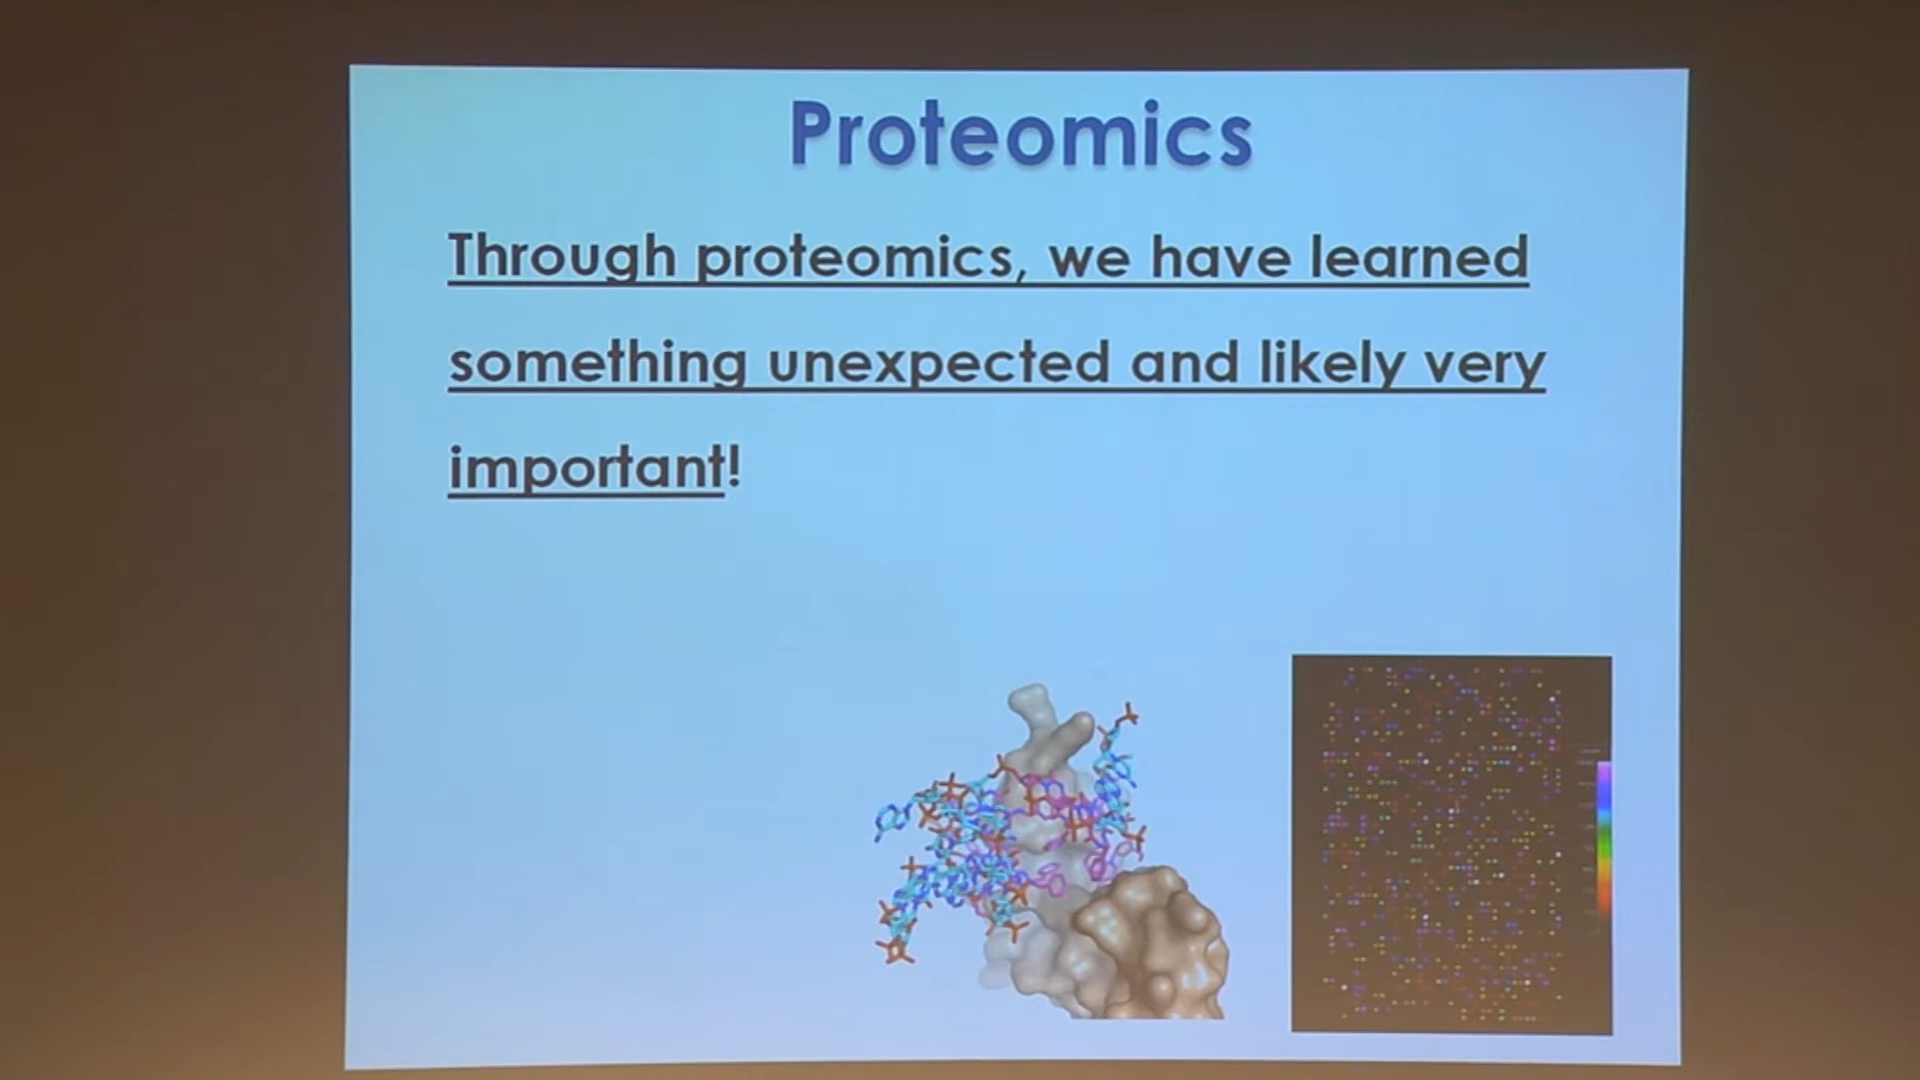 Proteomics
Through proteomics, we have learned
something unexpected and likely very
important!